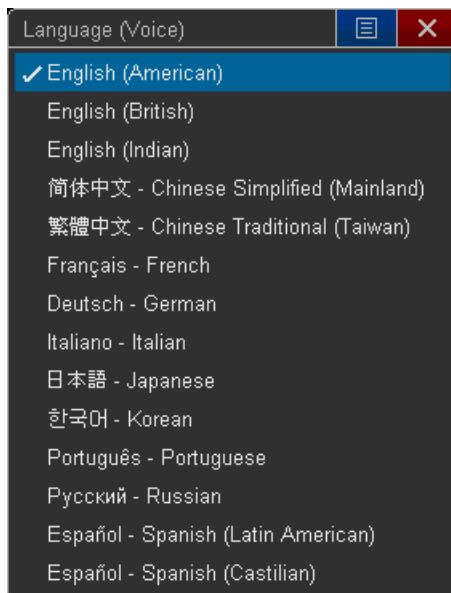 Language (Voice)
English (American)
English (British)
English (Indian)
简体中文 - Chinese Simplified (Mainland)
繁體中文 - Chinese Traditional (Taiwan)
Français - French
Deutsch - German
Italiano - Italian
日本語 - Japanese
한국어 - Korean
Português - Portuguese
Русский - Russian
Español - Spanish (Latin American)
Español - Spanish (Castilian)